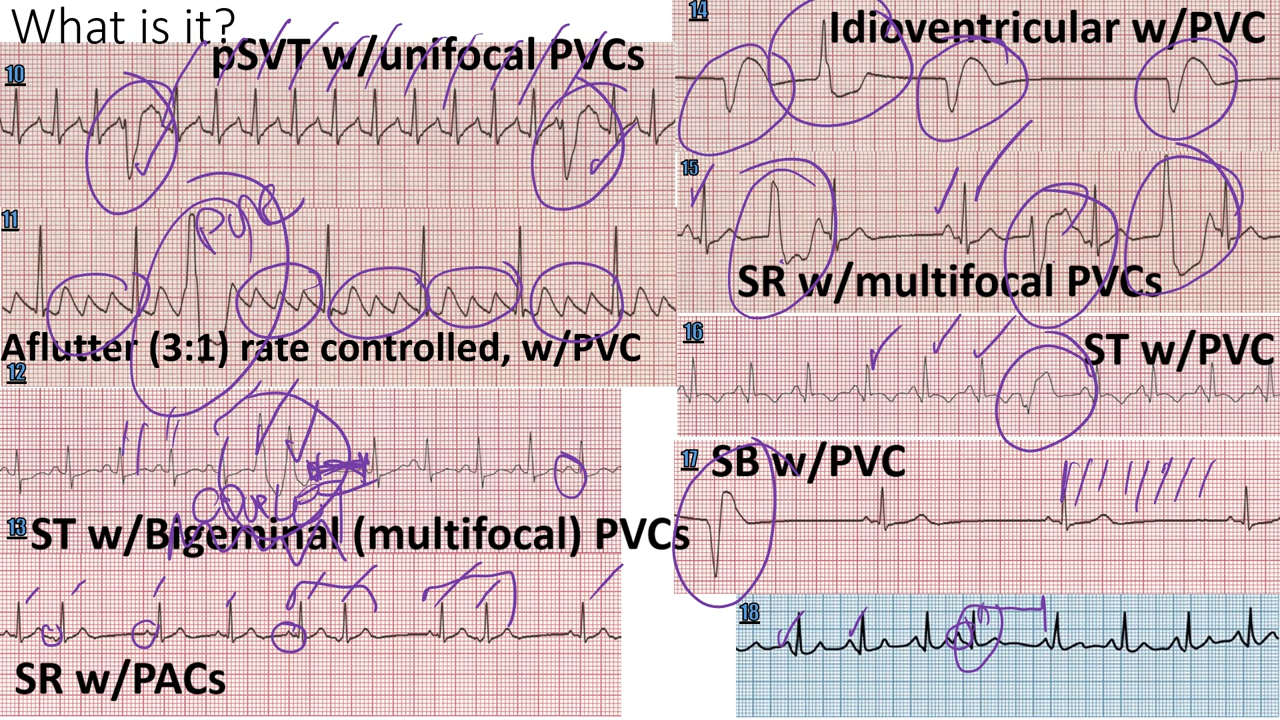 What is it?
10
pSVT w/unifocal PVCs
11
PVC
Aflutter (3:1) rate controlled, w/PVC
12
13
ST w/Bigeminal (multifocal) PVCs
SR w/PACs
14
Idioventricular w/PVC
15
SR w/multifocal PVCs
16
ST w/PVC
17
SB w/PVC
18